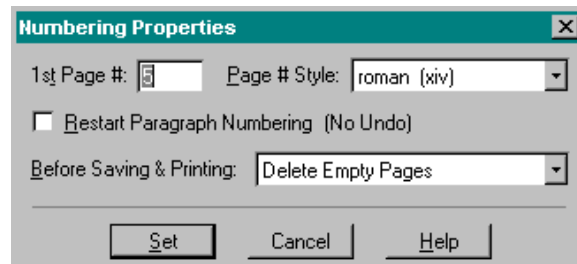 Numbering Properties
1st Page #: 5 Page # Style: roman (xiv)
Restart Paragraph Numbering (No Undo)
Before Saving & Printing: Delete Empty Pages
Set Cancel Help